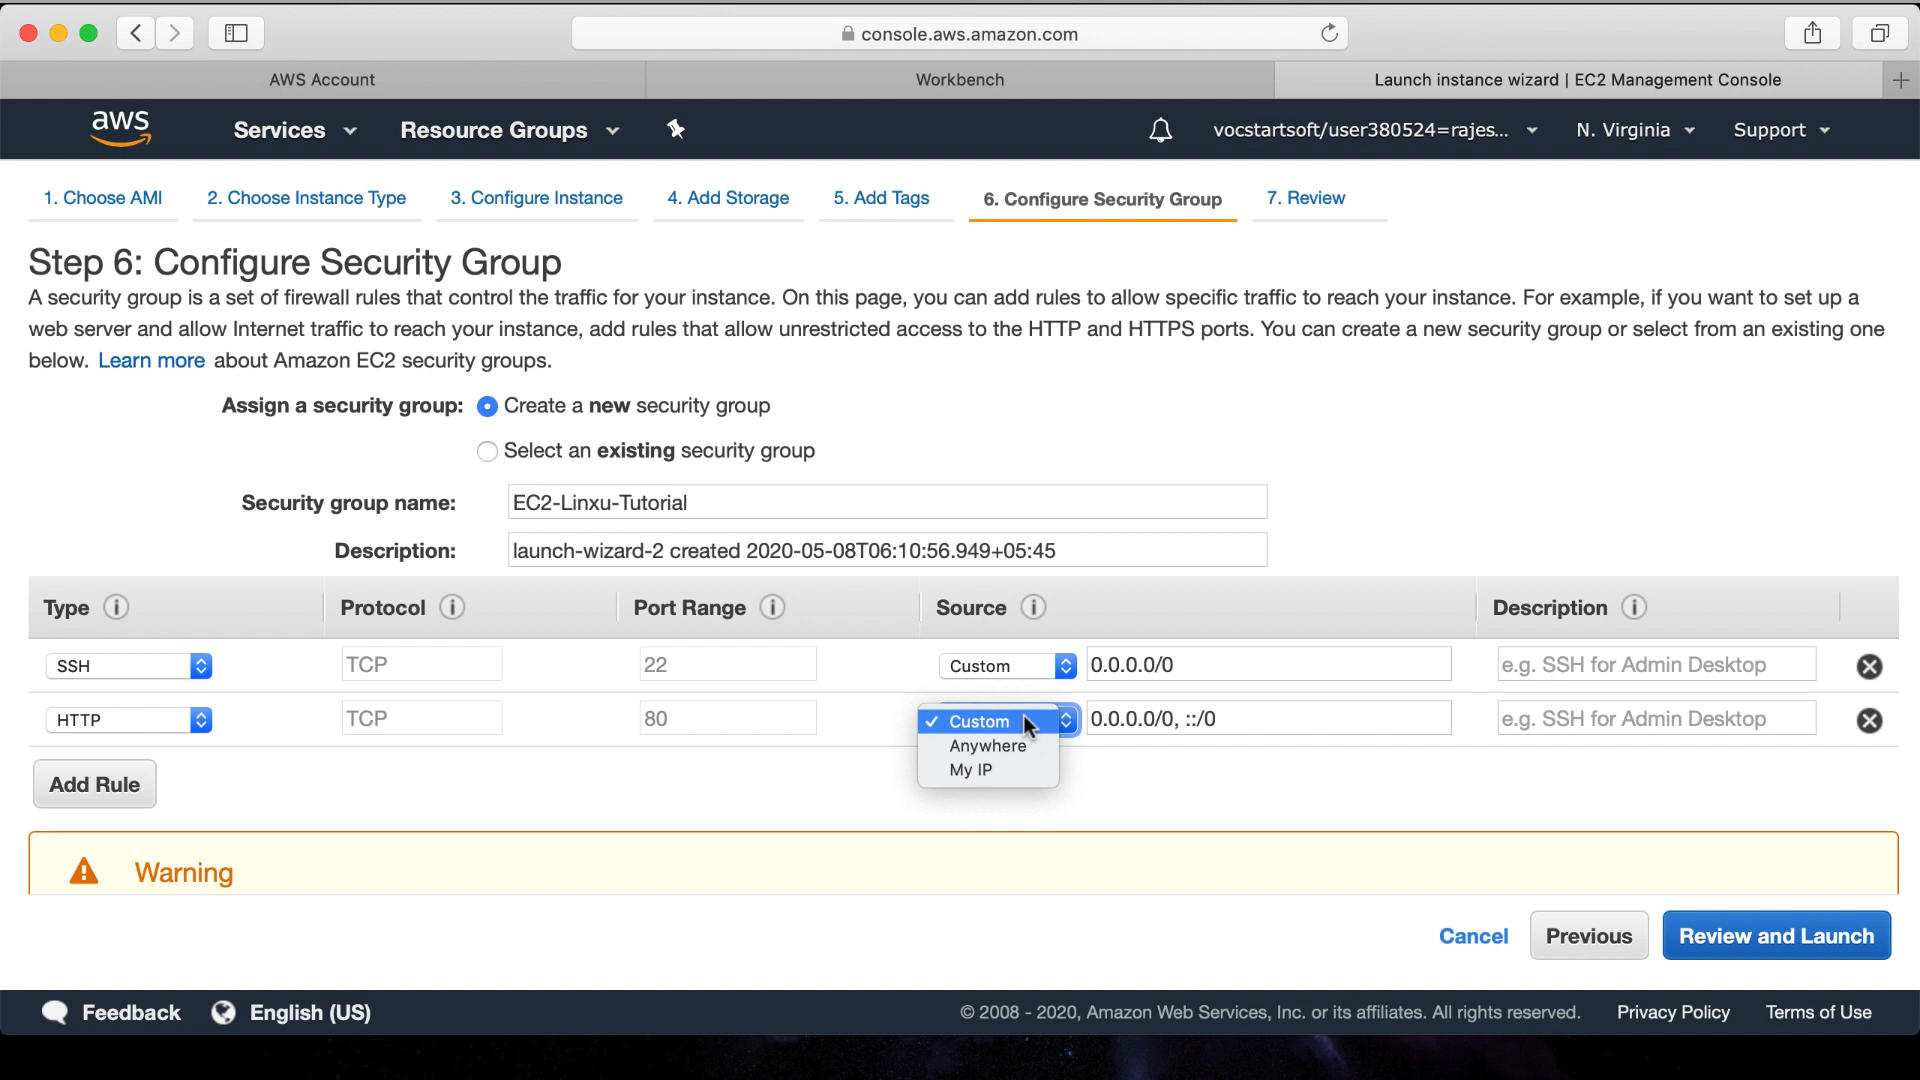 console.aws.amazon.com
AWS Account
Workbench
Launch instance wizard | EC2 Management Console
aws
Services
Resource Groups
vocstartsoft/user380524=rajes...
N. Virginia
Support
1. Choose AMI
2. Choose Instance Type
3. Configure Instance
4. Add Storage
5. Add Tags
6. Configure Security Group
7. Review
Step 6: Configure Security Group
A security group is a set of firewall rules that control the traffic for your instance. On this page, you can add rules to allow specific traffic to reach your instance. For example, if you want to set up a
web server and allow Internet traffic to reach your instance, add rules that allow unrestricted access to the HTTP and HTTPS ports. You can create a new security group or select from an existing one
below. Learn more about Amazon EC2 security groups.
Assign a security group: Create a new security group
Select an existing security group
Security group name: EC2-Linxu-Tutorial
Description: launch-wizard-2 created 2020-05-08T06:10:56.949+05:45
Type Protocol Port Range Source Description
SSH TCP 22 Custom 0.0.0.0/0 e.g. SSH for Admin Desktop
HTTP TCP 80 Custom 0.0.0.0/0, ::/0 e.g. SSH for Admin Desktop
Anywhere
My IP
Add Rule
Warning
Cancel
Previous
Review and Launch
Feedback
English (US)
© 2008 - 2020, Amazon Web Services, Inc. or its affiliates. All rights reserved.
Privacy Policy
Terms of Use